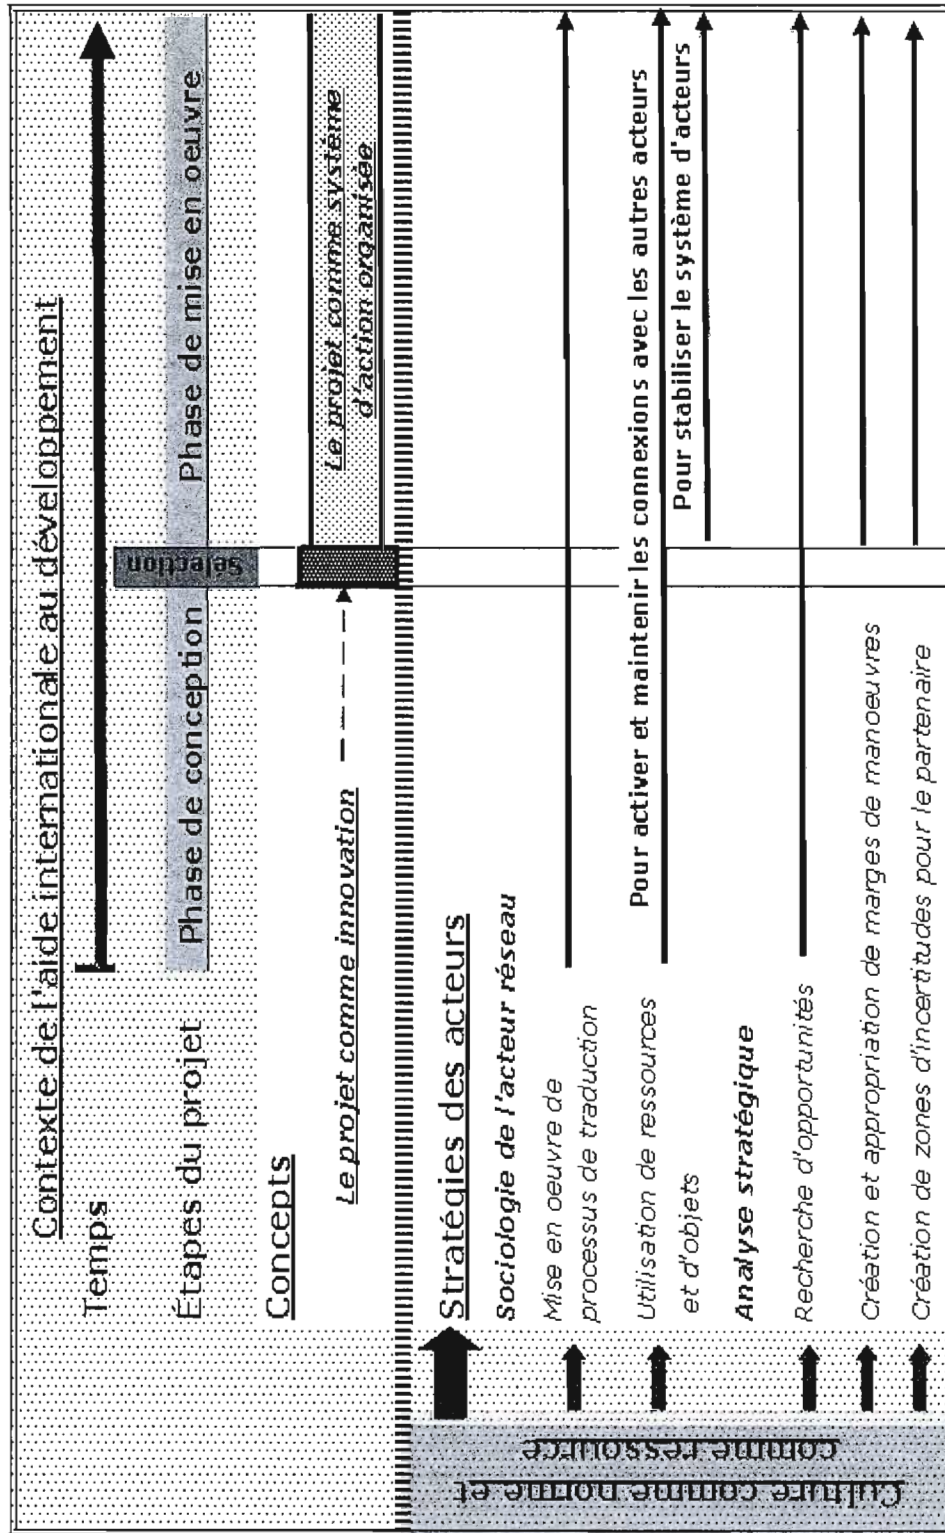 Contexte de l'aide internationale au développement
Temps
Étapes du projet
Phase de conception
Sélection
Phase de mise en oeuvre
Concepts
Le projet comme innovation
Le projet comme système
d'action organisée
Culture comme norme et
comme ressource
Stratégies des acteurs
Sociologie de l'acteur réseau
Mise en oeuvre de
processus de traduction
Utilisation de ressources
et d'objets
Pour activer et maintenir les connexions avec les autres acteurs
Pour stabiliser le système d'acteurs
Analyse stratégique
Recherche d'opportunités
Création et appropriation de marges de manoeuvres
Création de zones d'incertitudes pour le partenaire